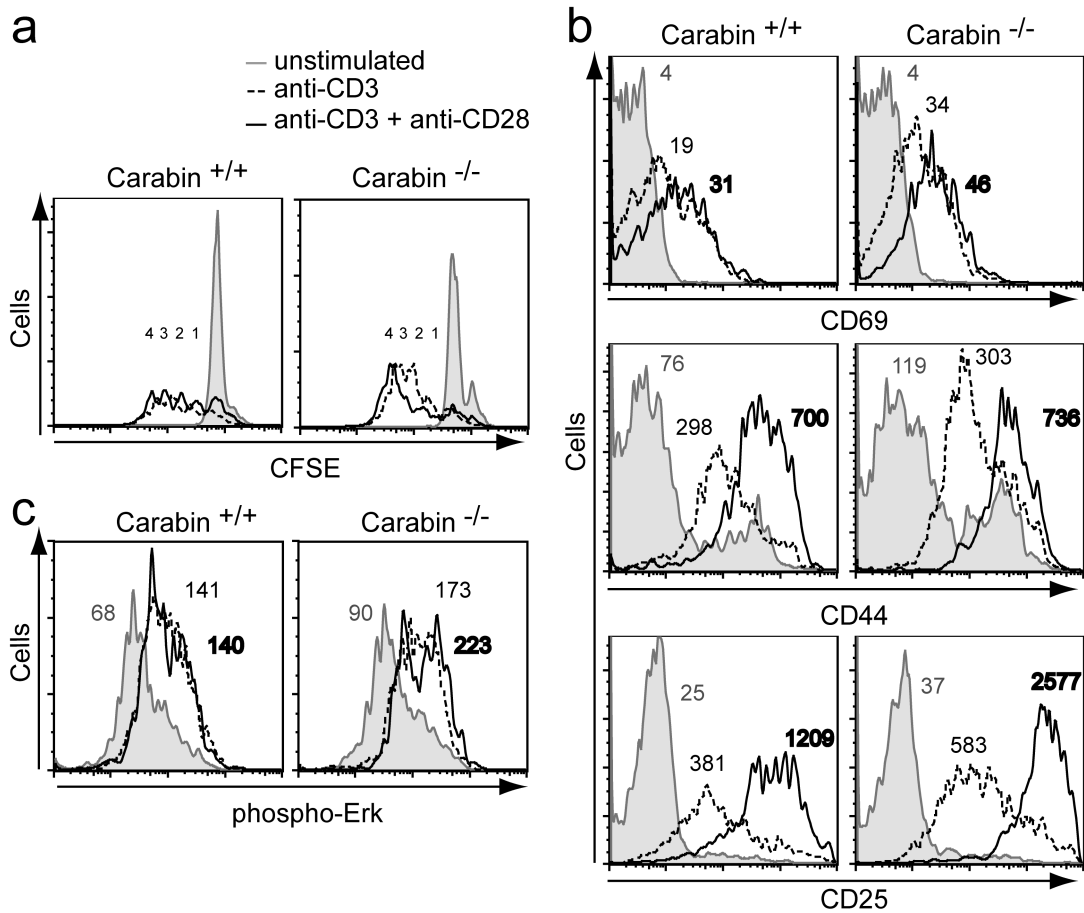 a
unstimulated
anti-CD3
anti-CD3 + anti-CD28
Carabin +/+
Carabin -/-
Cells
4 3 2 1
4 3 2 1
CFSE
b
Carabin +/+
Carabin -/-
4
19
31
4
34
46
CD69
Cells
76
298
700
119
303
736
CD44
25
381
1209
37
583
2577
CD25
c
Carabin +/+
Carabin -/-
Cells
68
141
140
90
173
223
phospho-Erk